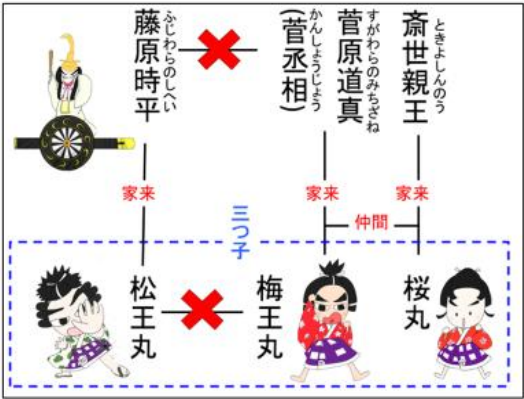 斎世親王
ときよしんのう
菅原道真
すがわらのみちざね
(菅丞相)
かんしょうじょう
藤原時平
ふじわらのしへい
家来
家来
家来
仲間
三つ子
桜丸
梅王丸
松王丸